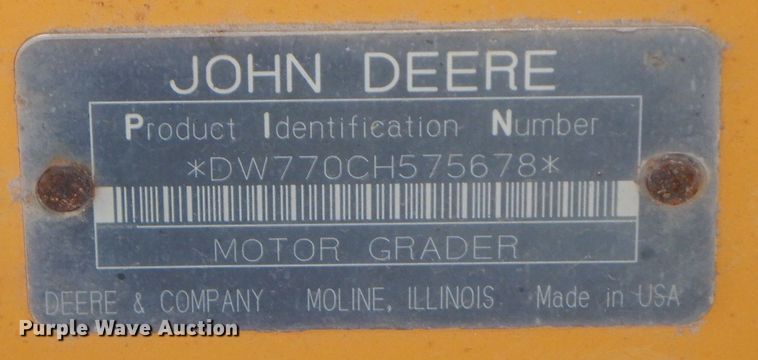 JOHN DEERE
Product Identification Number
*DW770CH575678*
MOTOR GRADER
DEERE & COMPANY MOLINE, ILLINOIS Made in USA
Purple Wave Auction